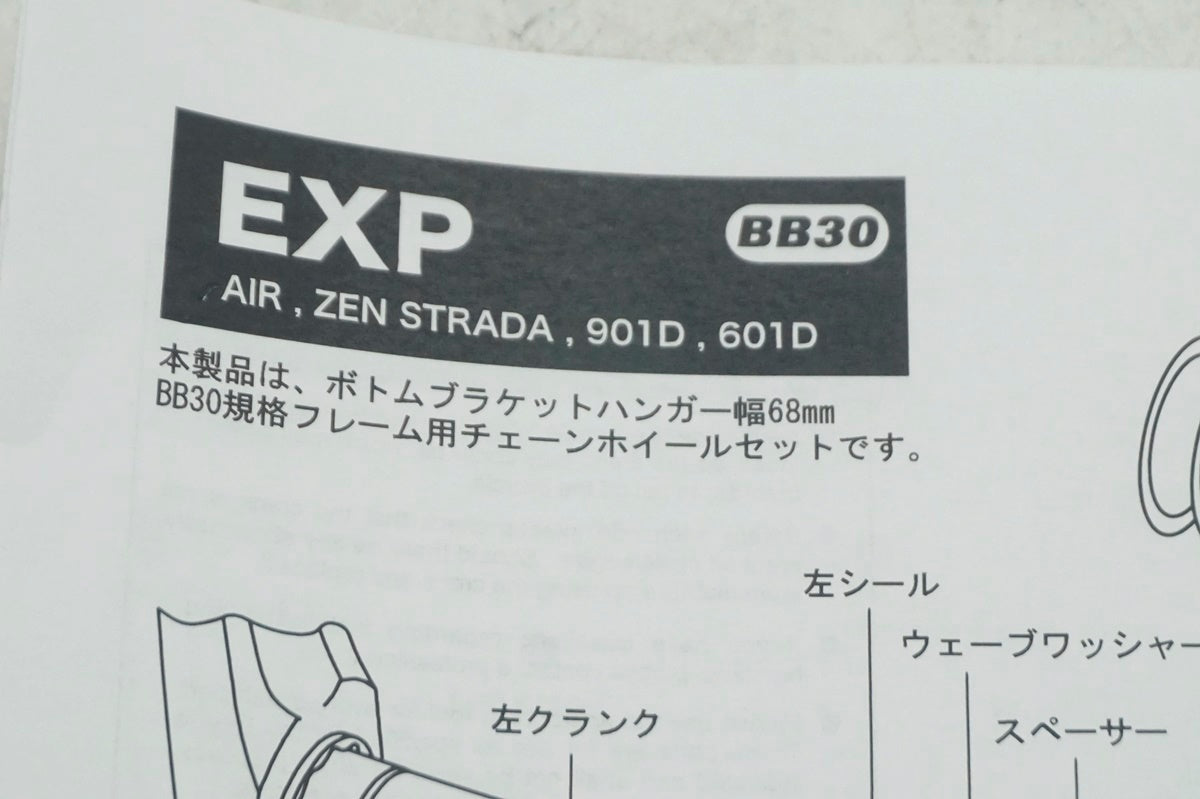 EXP
BB30
AIR , ZEN STRADA , 901D , 601D
本製品は、ボトムブラケットハンガー幅68mm
BB30規格フレーム用チェーンホイールセットです。
左シール
ウェーブワッシャー
左クランク
スペーサー